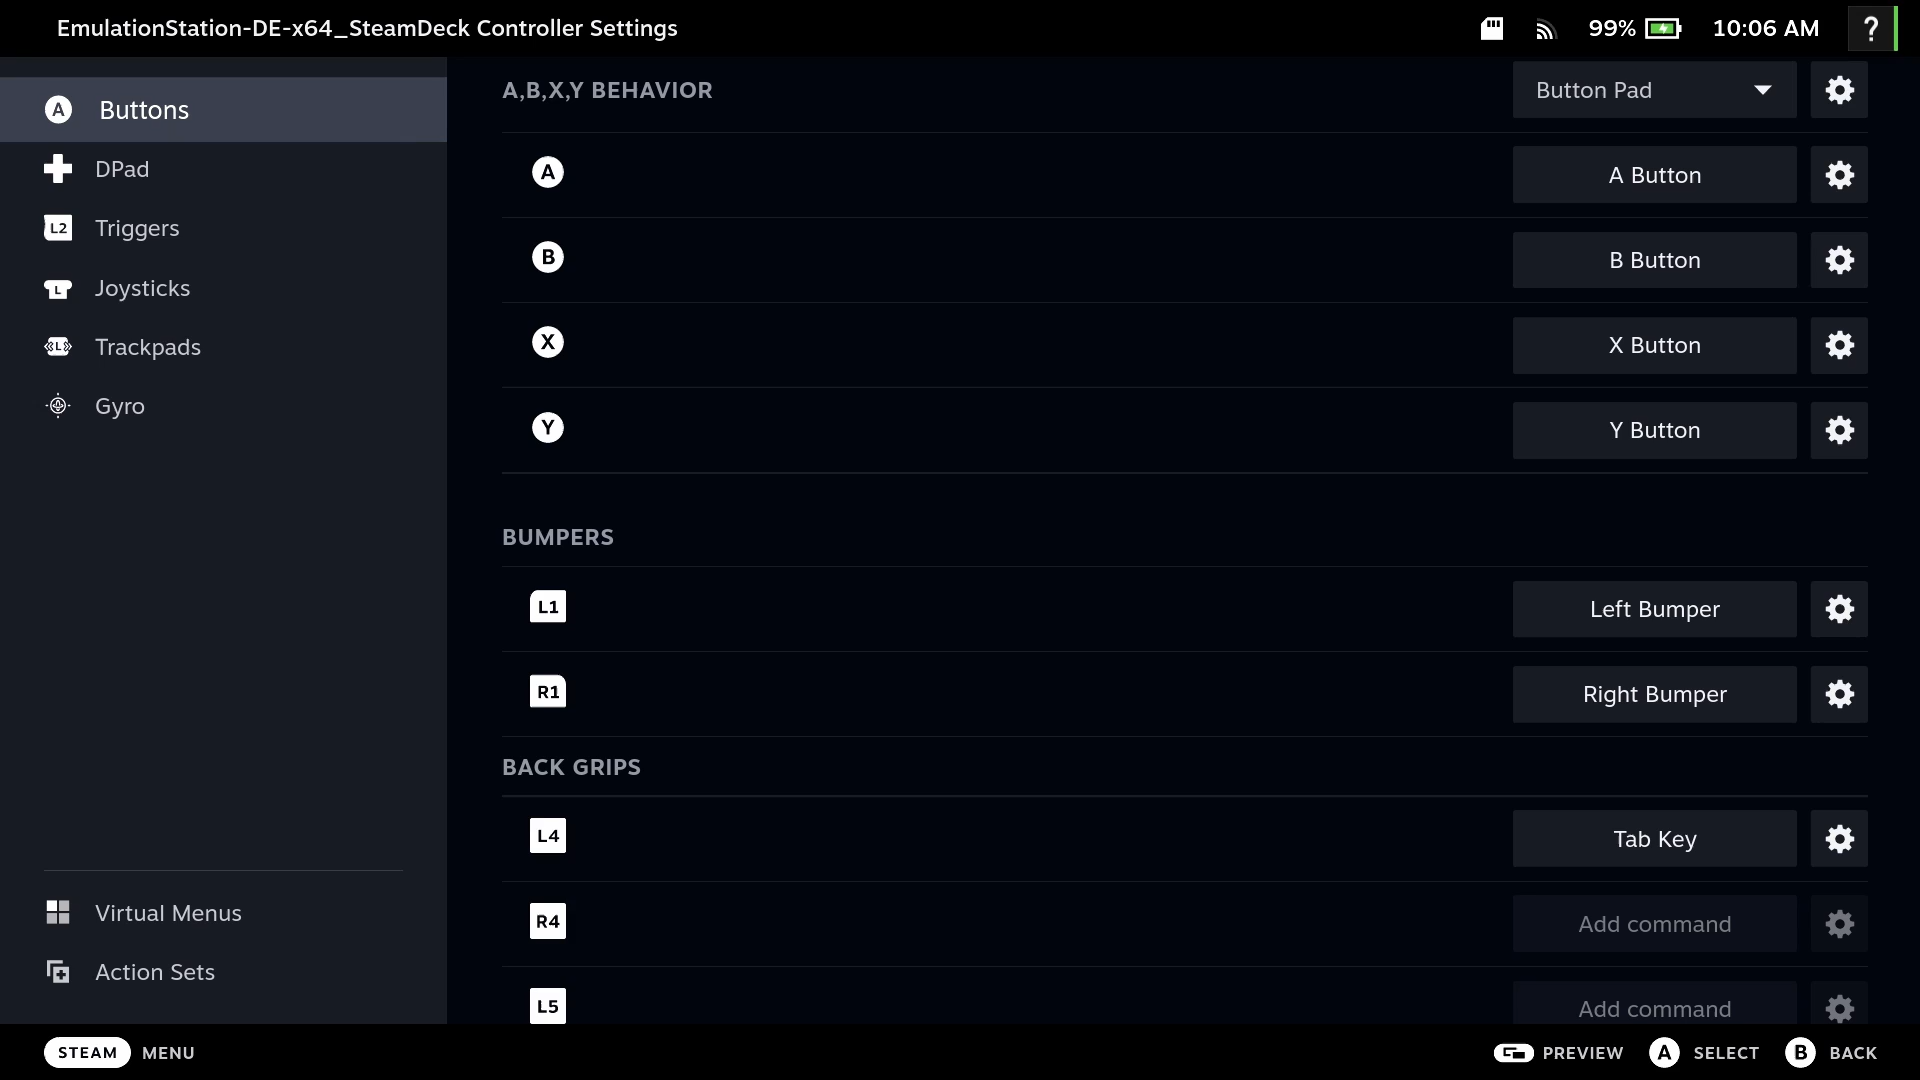 EmulationStation-DE-x64_SteamDeck Controller Settings
99%
10:06 AM
?
A Buttons
DPad
L2 Triggers
L Joysticks
L Trackpads
Gyro
Virtual Menus
Action Sets
A,B,X,Y BEHAVIOR
Button Pad
A
A Button
B
B Button
X
X Button
Y
Y Button
BUMPERS
L1
Left Bumper
R1
Right Bumper
BACK GRIPS
L4
Tab Key
R4
Add command
L5
Add command
STEAM MENU
PREVIEW
A SELECT
B BACK